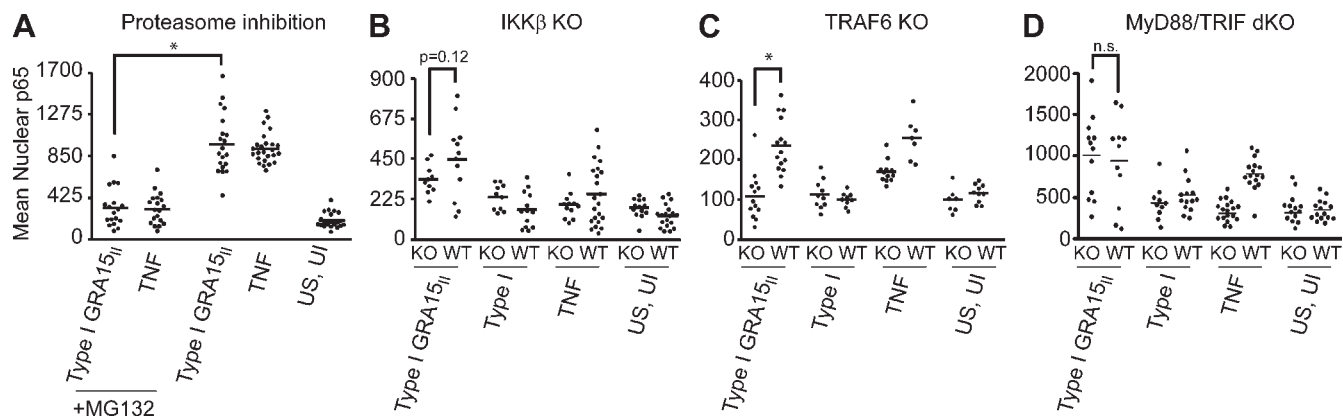 A Proteasome inhibition
Mean Nuclear p65
1700
1275
850
425
0
*
Type I GRA15II
TNF
Type I GRA15II
TNF
US, UI
+MG132
B IKKβ KO
900
675
450
225
0
p=0.12
KO WT KO WT KO WT KO WT
Type I GRA15II
Type I
TNF
US, UI
C TRAF6 KO
400
300
200
100
0
*
KO WT KO WT KO WT KO WT
Type I GRA15II
Type I
TNF
US, UI
D MyD88/TRIF dKO
2000
1500
1000
500
0
n.s.
KO WT KO WT KO WT KO WT
Type I GRA15II
Type I
TNF
US, UI